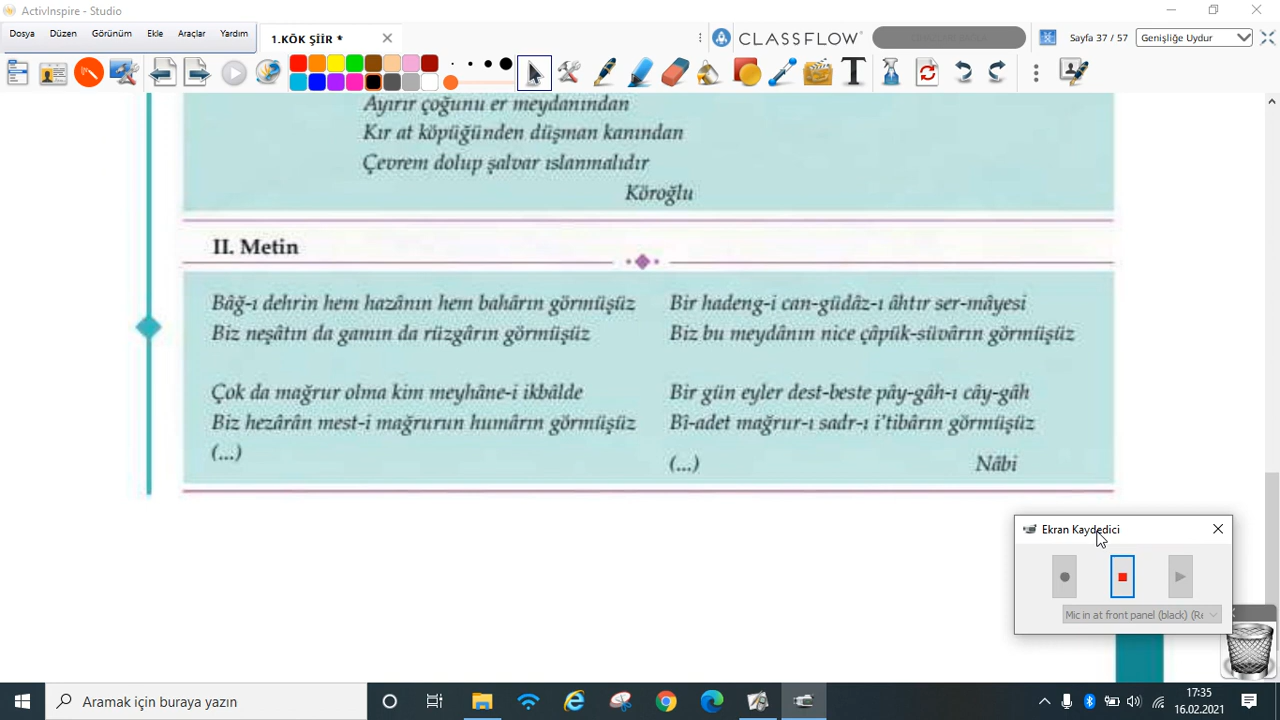 ActivInspire - Studio
Dosya Düzen Görünüm Ekle Araçlar Yardım
1.KÖK ŞİİR *
CLASSFLOW
Sayfa 37 / 57
Genişliğe Uydur
Ayırır çoğunu er meydanından
Kır at köpüğünden düşman kanından
Çevrem dolup şalvar ıslanmalıdır
Köroğlu
II. Metin
Bâğ-ı dehrin hem hazânın hem bahârın görmüşüz
Biz neşâtın da gamın da rüzgârın görmüşüz
Çok da mağrur olma kim meyhâne-i ikbâlde
Biz hezârân mest-i mağrurun humârın görmüşüz
(...)
Bir hadeng-i can-güdâz-ı âhtır ser-mâyesi
Biz bu meydânın nice çâpük-süvârın görmüşüz
Bir gün eyler dest-beste pây-gâh-ı cây-gâh
Bî-adet mağrur-ı sadr-ı i'tibârın görmüşüz
(...)
Nâbi
Ekran Kaydedici
Mic in at front panel (black) (Re
Aramak için buraya yazın
17:35
16.02.2021